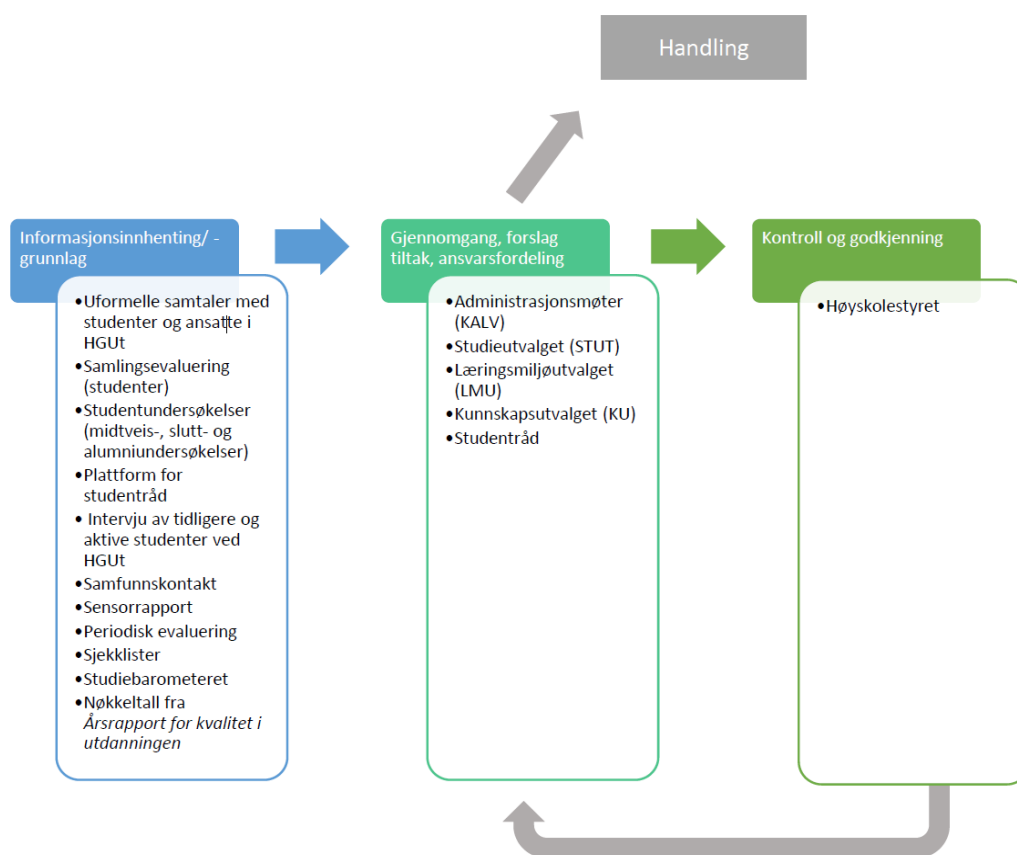 Handling
Informasjonsinnhenting/ -
grunnlag
•Uformelle samtaler med
studenter og ansatte i
HGUt
•Samlingsevaluering
(studenter)
•Studentundersøkelser
(midtveis-, slutt- og
alumniundersøkelser)
•Plattform for
studentråd
• Intervju av tidligere og
aktive studenter ved
HGUt
•Samfunnskontakt
•Sensorrapport
•Periodisk evaluering
•Sjekklister
•Studiebarometeret
•Nøkkeltall fra
Årsrapport for kvalitet i
utdanningen
Gjennomgang, forslag
tiltak, ansvarsfordeling
•Administrasjonsmøter
(KALV)
•Studieutvalget (STUT)
•Læringsmiljøutvalget
(LMU)
•Kunnskapsutvalget (KU)
•Studentråd
Kontroll og godkjenning
•Høyskolestyret